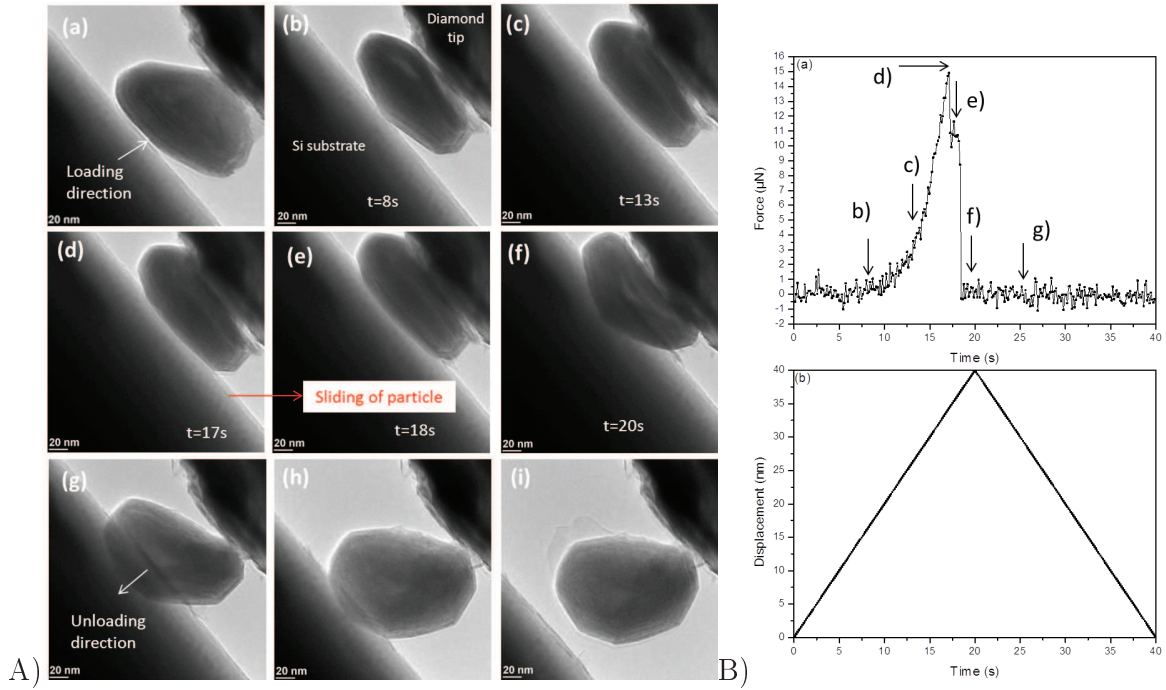 (a)
Loading
direction
20 nm
(b)
Diamond
tip
Si substrate
t=8s
20 nm
(c)
t=13s
20 nm
(d)
t=17s
20 nm
(e)
Sliding of particle
t=18s
20 nm
(f)
t=20s
20 nm
(g)
Unloading
direction
20 nm
(h)
20 nm
(i)
20 nm
A)
B)
(a)
16
15
14
13
12
11
10
9
8
7
6
5
4
3
2
1
0
-1
-2
Force (µN)
d)
e)
c)
b)
f)
g)
0 5 10 15 20 25 30 35 40
Time (s)
(b)
40
35
30
25
20
15
10
5
0
Displacement (nm)
0 5 10 15 20 25 30 35 40
Time (s)